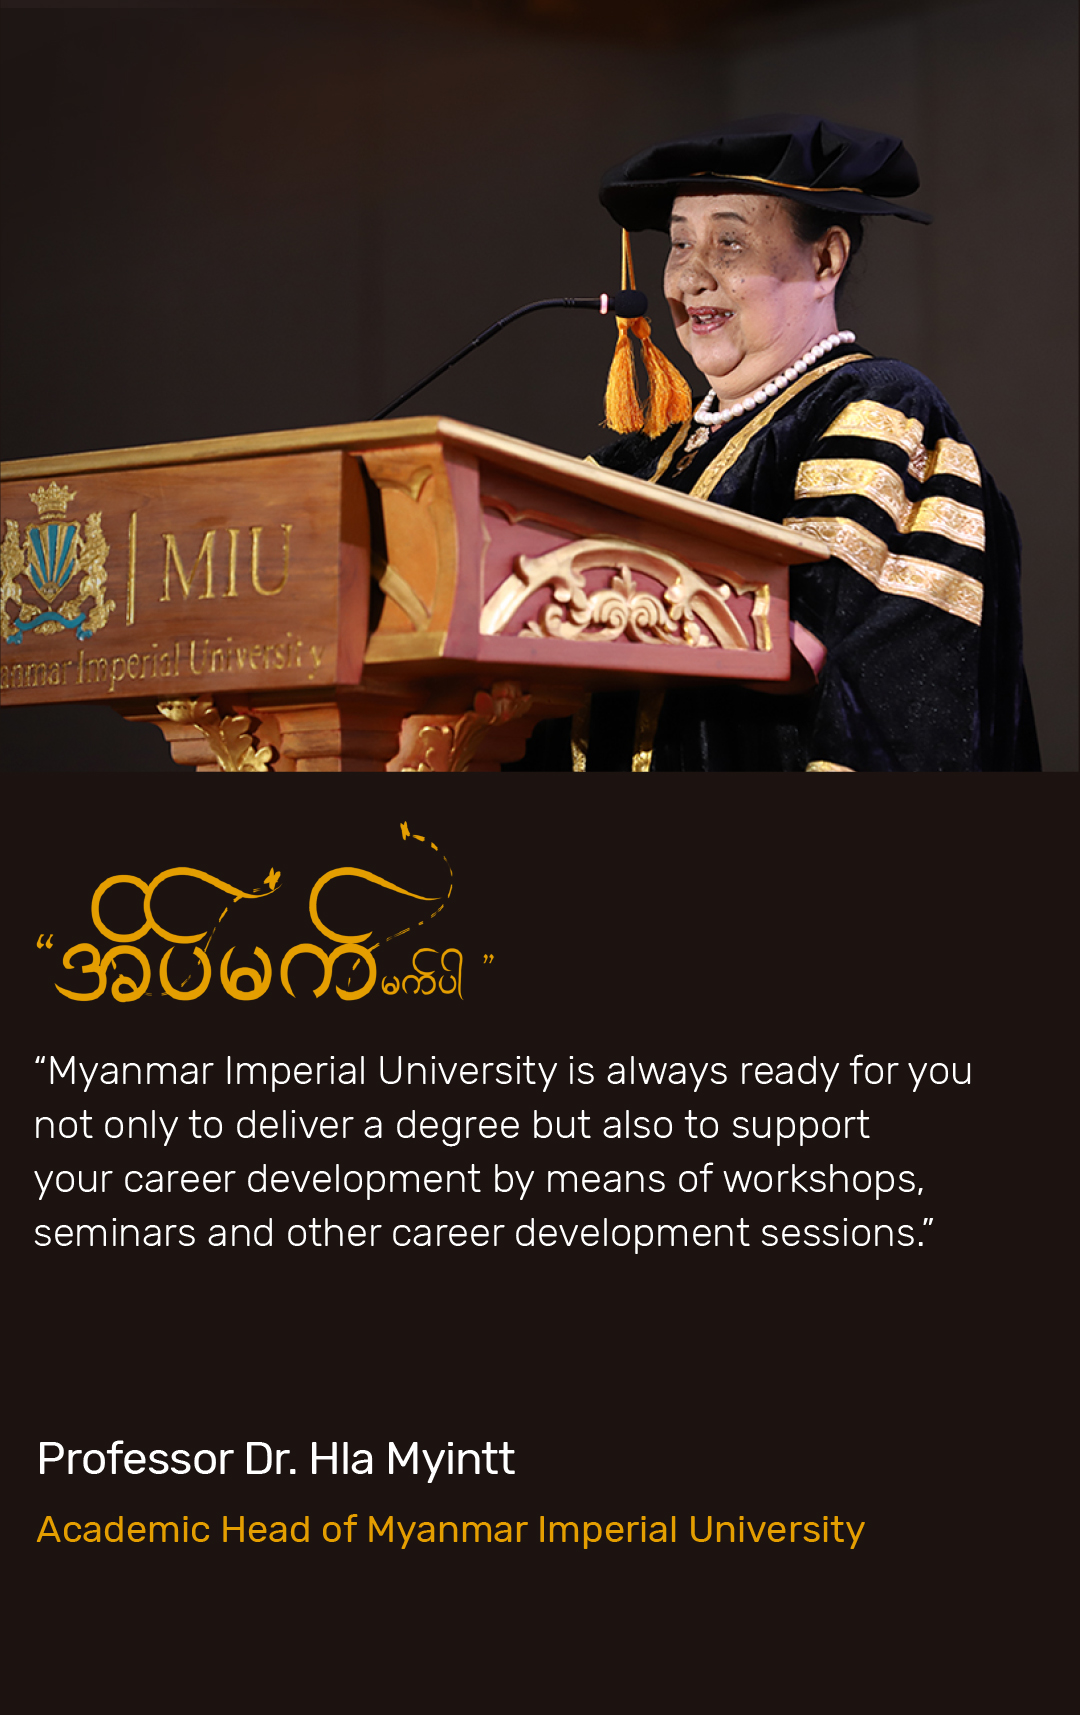 MIU
anmar Imperial University
“အိပ်မက်မက်ပါ”
“Myanmar Imperial University is always ready for you
not only to deliver a degree but also to support
your career development by means of workshops,
seminars and other career development sessions.”
Professor Dr. Hla Myintt
Academic Head of Myanmar Imperial University